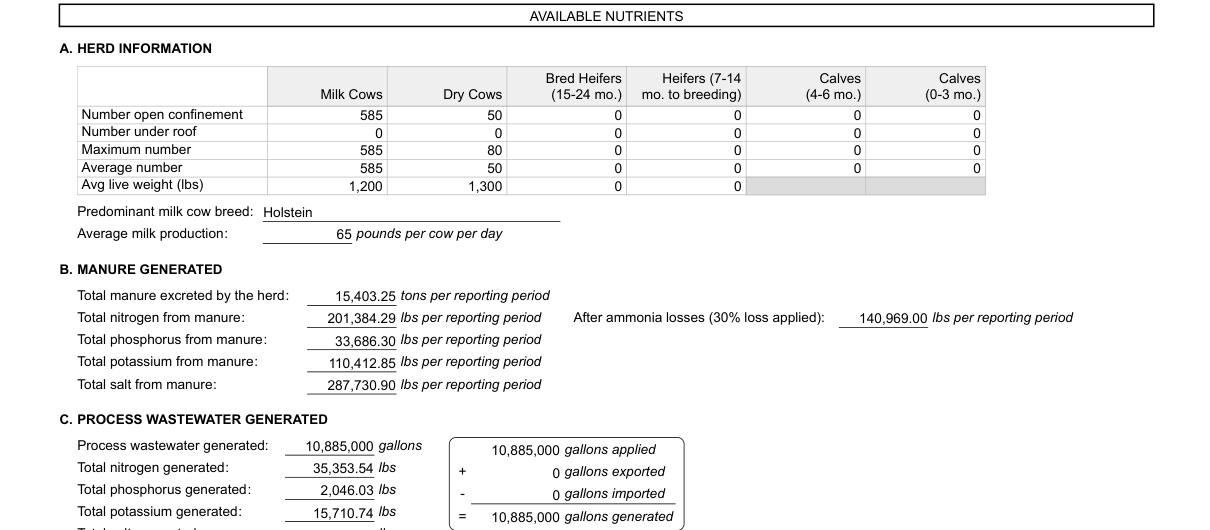 AVAILABLE NUTRIENTS
A. HERD INFORMATION
Milk Cows Dry Cows Bred Heifers (15-24 mo.) Heifers (7-14 mo. to breeding) Calves (4-6 mo.) Calves (0-3 mo.)
Number open confinement 585 50 0 0 0 0
Number under roof 0 0 0 0 0 0
Maximum number 585 80 0 0 0 0
Average number 585 50 0 0 0 0
Avg live weight (lbs) 1,200 1,300 0 0
Predominant milk cow breed: Holstein
Average milk production: 65 pounds per cow per day
B. MANURE GENERATED
Total manure excreted by the herd: 15,403.25 tons per reporting period
Total nitrogen from manure: 201,384.29 lbs per reporting period After ammonia losses (30% loss applied): 140,969.00 lbs per reporting period
Total phosphorus from manure: 33,686.30 lbs per reporting period
Total potassium from manure: 110,412.85 lbs per reporting period
Total salt from manure: 287,730.90 lbs per reporting period
C. PROCESS WASTEWATER GENERATED
Process wastewater generated: 10,885,000 gallons 10,885,000 gallons applied
Total nitrogen generated: 35,353.54 lbs + 0 gallons exported
Total phosphorus generated: 2,046.03 lbs - 0 gallons imported
Total potassium generated: 15,710.74 lbs = 10,885,000 gallons generated